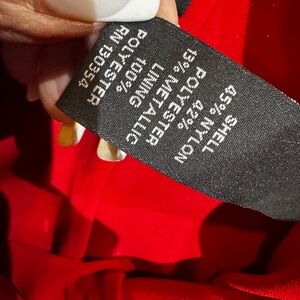 SHELL
45% NYLON
42%
POLYESTER
13% METALLIC
LINING
100%
POLYESTER
RN 130354